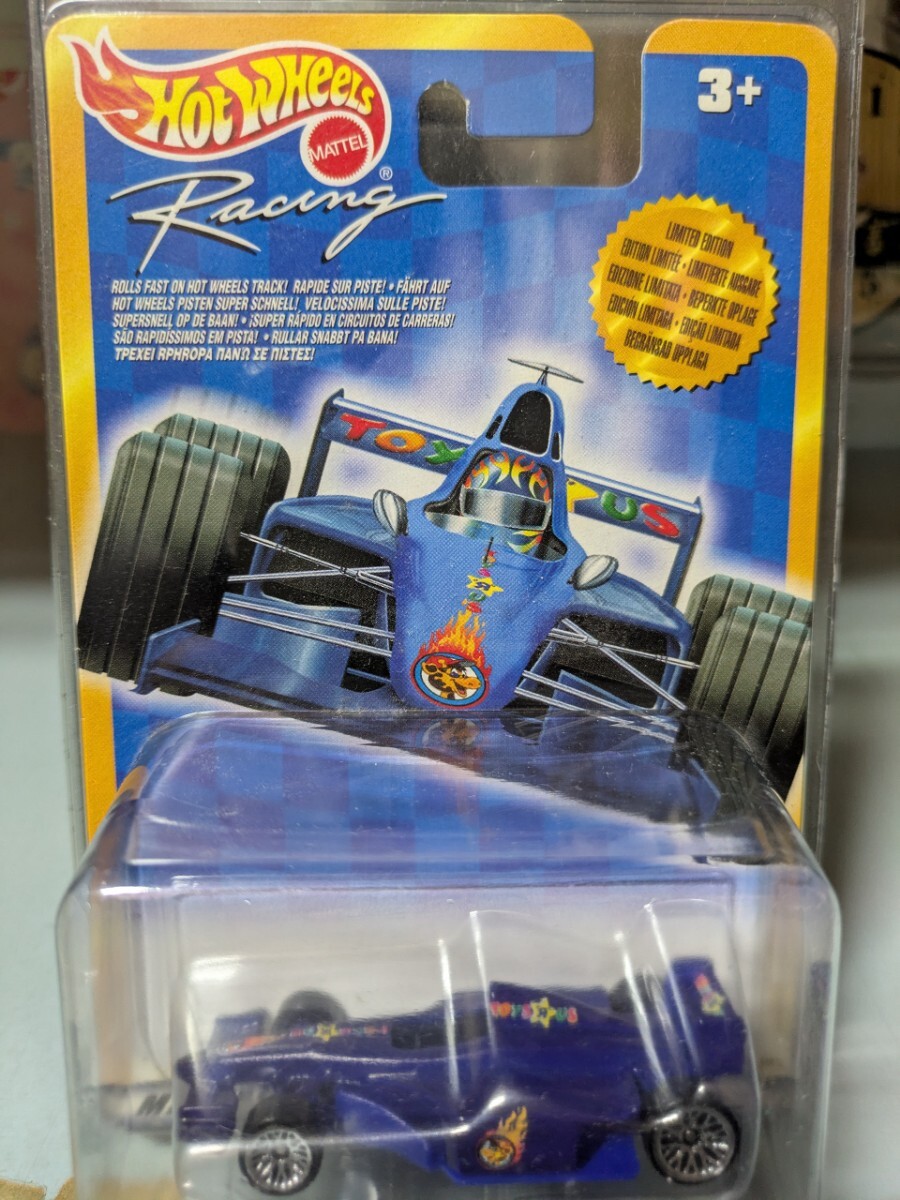 HOT WHEELS
MATTEL
®
Racing
3+
ROLLS FAST ON HOT WHEELS TRACK! RAPIDE SUR PISTE! • FÄHRT AUF
HOT WHEELS PISTEN SUPER SCHNELL! VELOCISSIMA SULLE PISTE!
SUPERSNELL OP DE BAAN! • ¡SUPER RÁPIDO EN CIRCUITOS DE CARRERAS!
SÃO RAPIDÍSSIMOS EM PISTA! • RULLAR SNABBT PA BANA!
ΤΡΕΧΕΙ ΓΡΗΓΟΡΑ ΠΑΝΩ ΣΕ ΠΙΣΤΕΣ!
LIMITED EDITION
EDITION LIMITÉE • LIMITIERTE AUSGABE
EDIZIONE LIMITATA • BEPERKTE OPLAGE
EDICIÓN LIMITADA • EDIÇÃO LIMITADA
BEGRÄNSAD UPPLAGA
TOY US
TOYS R US